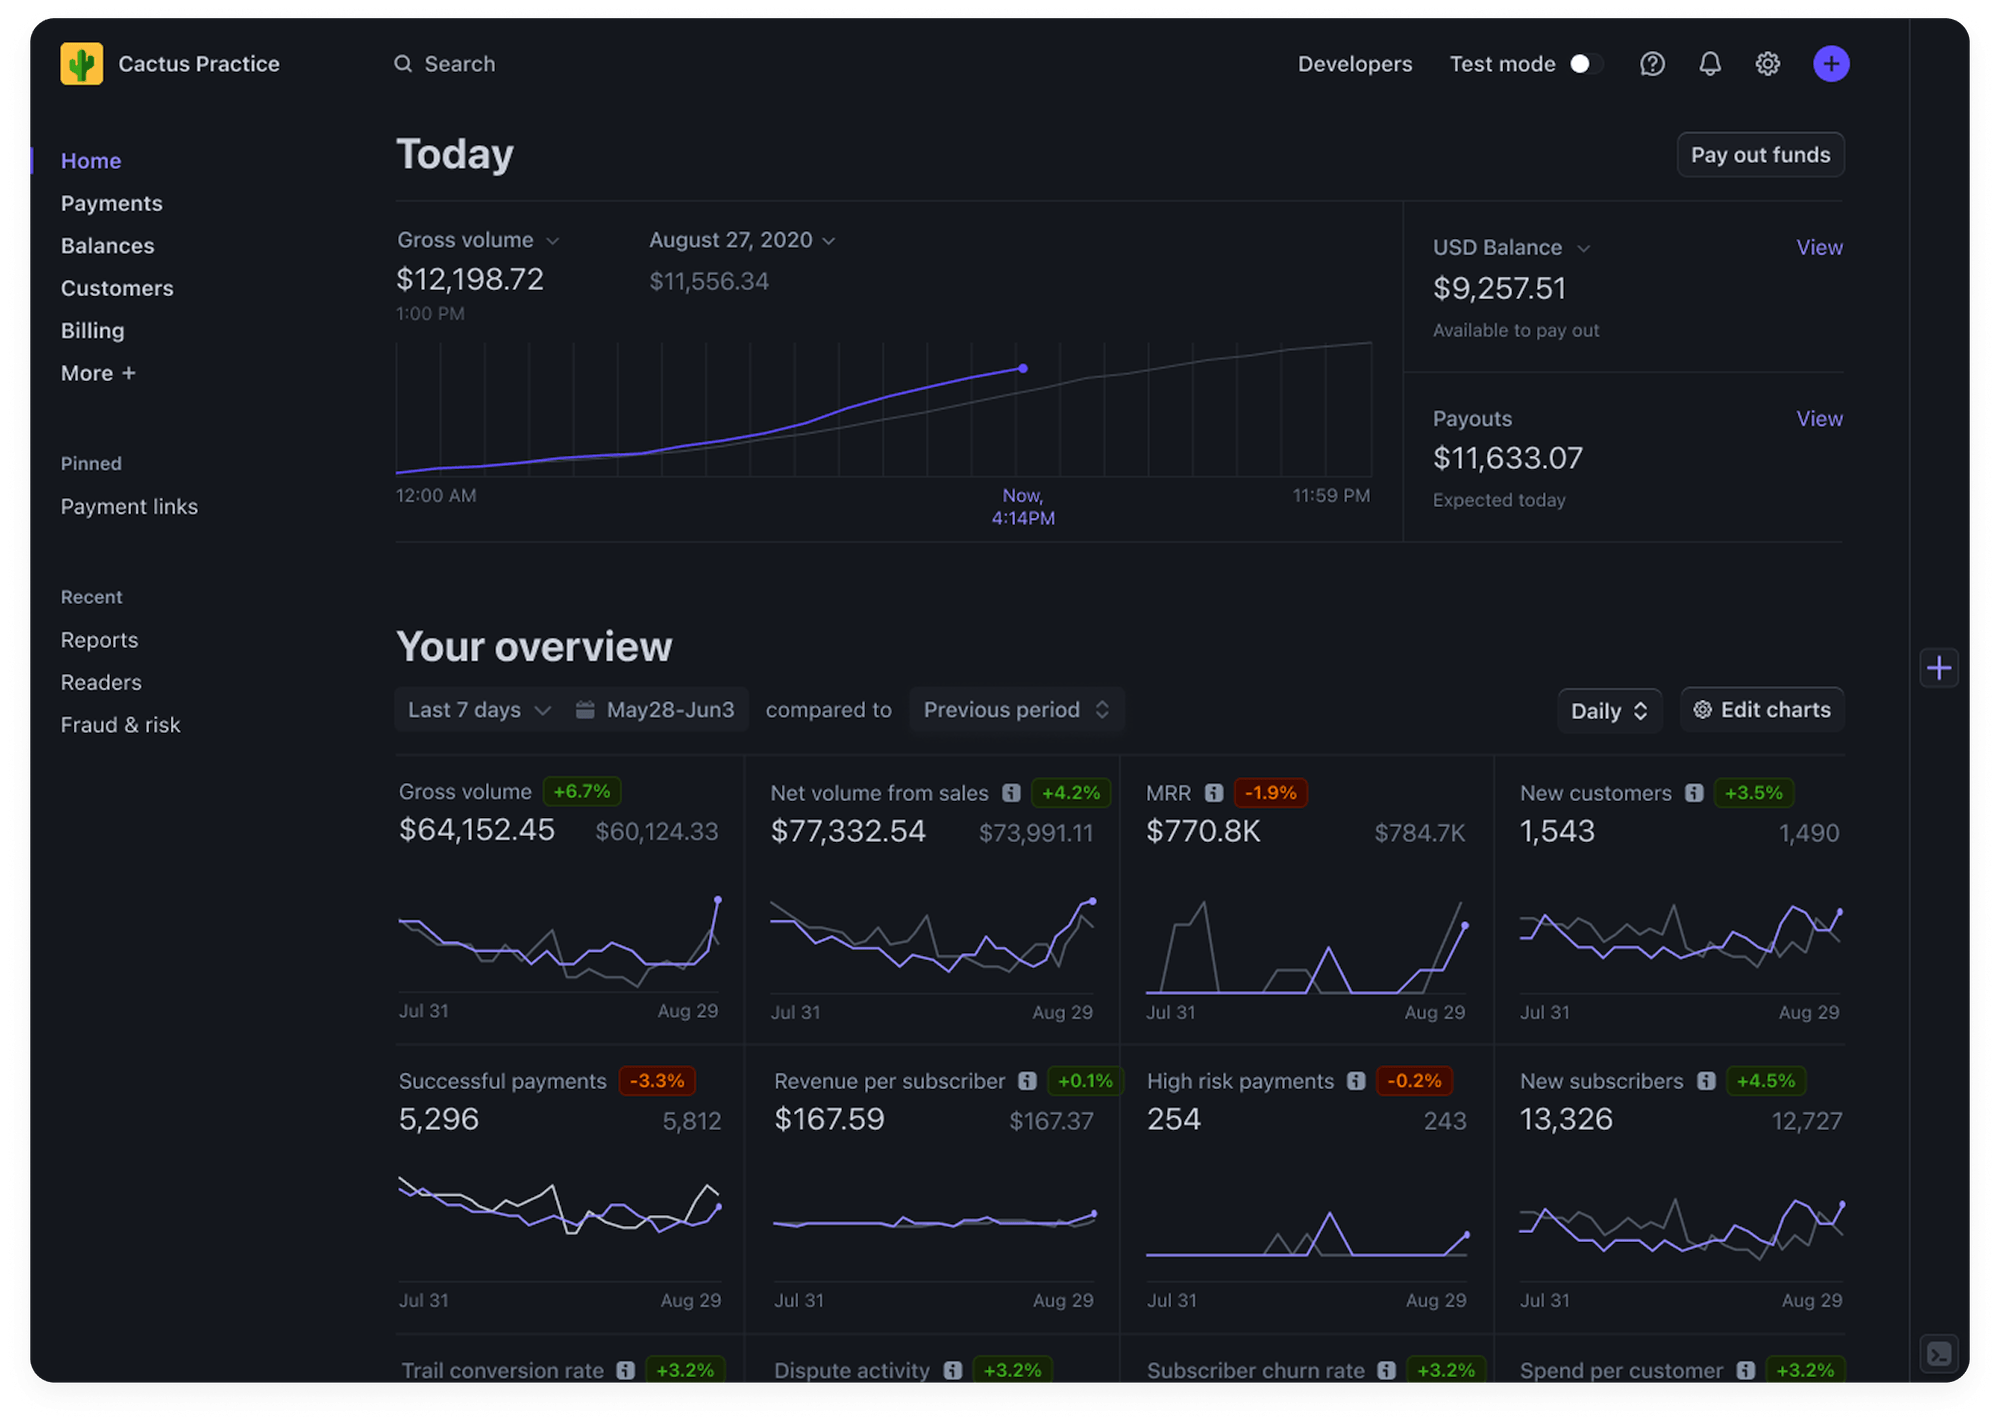 Cactus Practice
Search
Developers
Test mode
Home
Payments
Balances
Customers
Billing
More +
Pinned
Payment links
Recent
Reports
Readers
Fraud & risk
Today
Pay out funds
Gross volume
$12,198.72
1:00 PM
August 27, 2020
$11,556.34
12:00 AM
Now,
4:14PM
11:59 PM
USD Balance
View
$9,257.51
Available to pay out
Payouts
View
$11,633.07
Expected today
Your overview
Last 7 days
May28-Jun3
compared to
Previous period
Daily
Edit charts
Gross volume +6.7%
$64,152.45 $60,124.33
Jul 31 Aug 29
Net volume from sales +4.2%
$77,332.54 $73,991.11
Jul 31 Aug 29
MRR -1.9%
$770.8K $784.7K
Jul 31 Aug 29
New customers +3.5%
1,543 1,490
Jul 31 Aug 29
Successful payments -3.3%
5,296 5,812
Jul 31 Aug 29
Revenue per subscriber +0.1%
$167.59 $167.37
Jul 31 Aug 29
High risk payments -0.2%
254 243
Jul 31 Aug 29
New subscribers +4.5%
13,326 12,727
Jul 31 Aug 29
Trail conversion rate +3.2%
Dispute activity +3.2%
Subscriber churn rate +3.2%
Spend per customer +3.2%